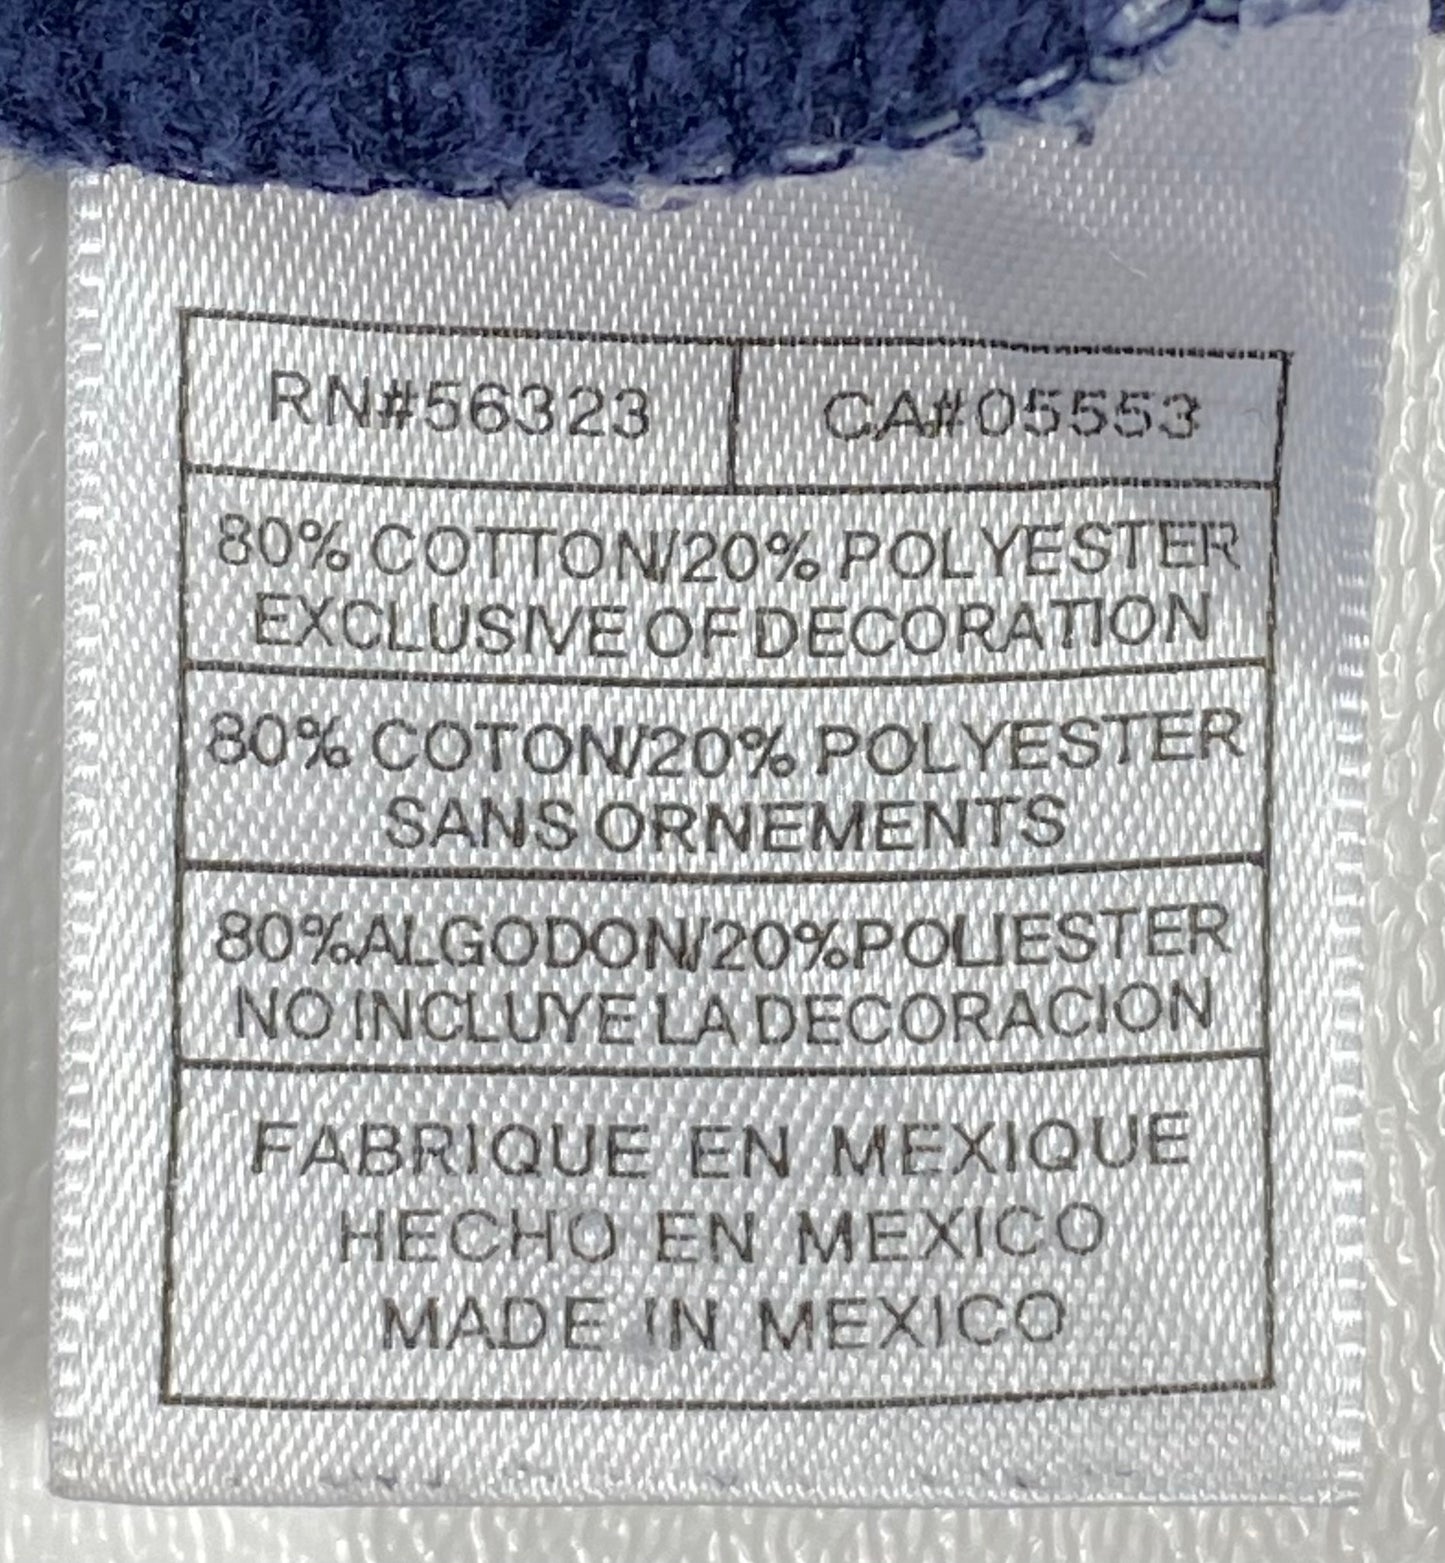 RN#56323 CA#05553
80% COTTON/20% POLYESTER
EXCLUSIVE OF DECORATION
80% COTON/20% POLYESTER
SANS ORNEMENTS
80%ALGODON/20%POLIESTER
NO INCLUYE LA DECORACION
FABRIQUE EN MEXIQUE
HECHO EN MEXICO
MADE IN MEXICO